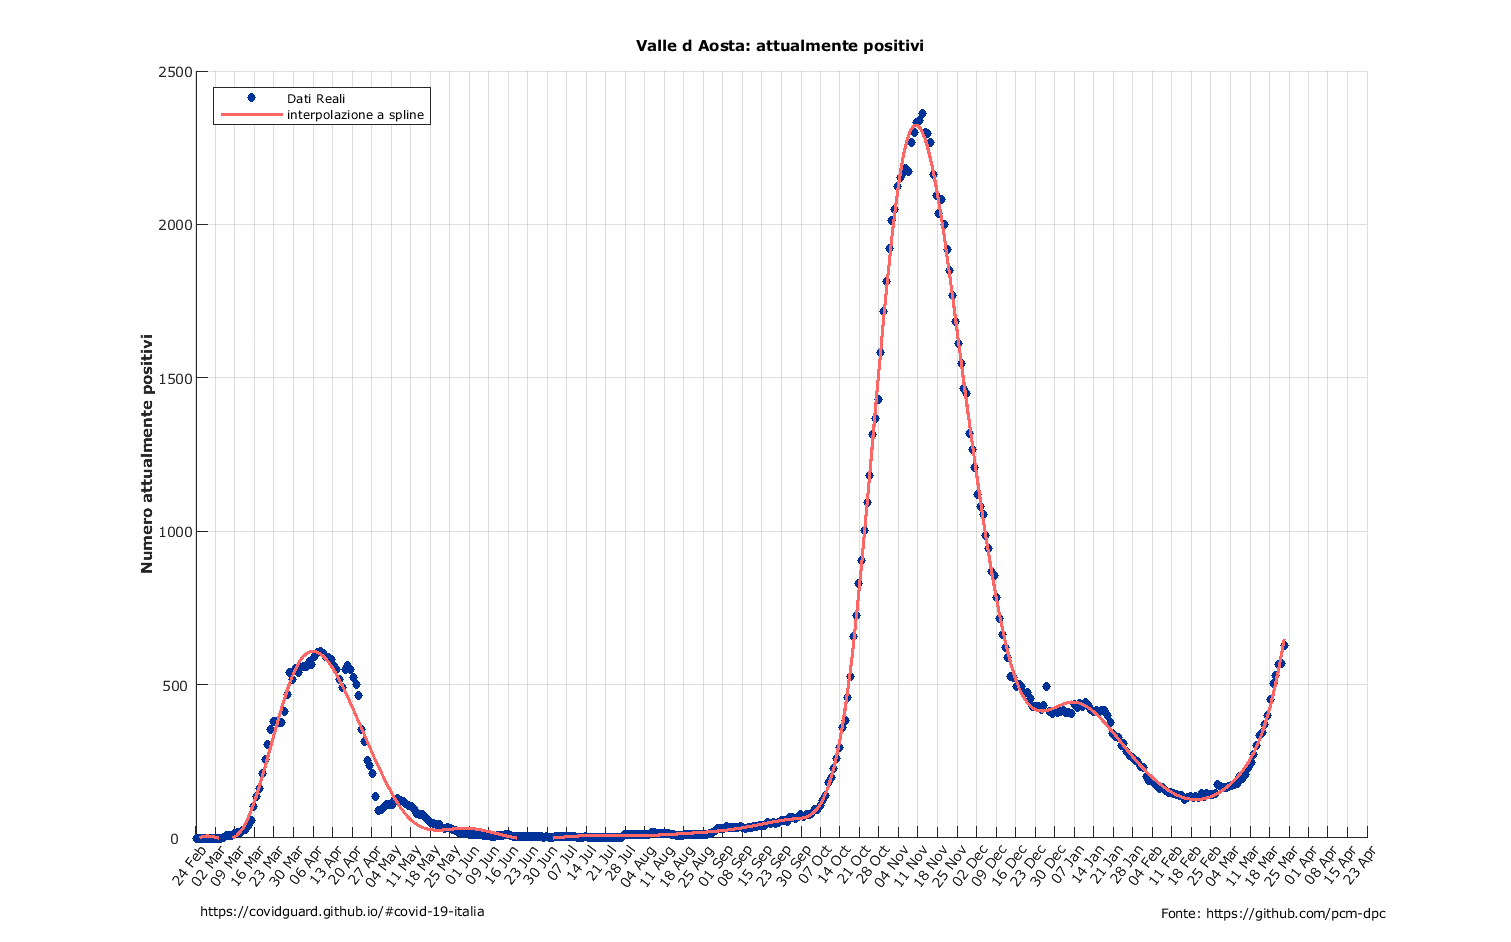 Valle d Aosta: attualmente positivi
Dati Reali
interpolazione a spline
Numero attualmente positivi
2500
2000
1500
1000
500
0
24 Feb
02 Mar
09 Mar
16 Mar
23 Mar
30 Mar
06 Apr
13 Apr
20 Apr
27 Apr
04 May
11 May
18 May
25 May
01 Jun
09 Jun
16 Jun
23 Jun
30 Jun
07 Jul
14 Jul
21 Jul
28 Jul
04 Aug
11 Aug
18 Aug
25 Aug
01 Sep
08 Sep
15 Sep
23 Sep
30 Sep
07 Oct
14 Oct
21 Oct
28 Oct
04 Nov
11 Nov
18 Nov
25 Nov
02 Dec
09 Dec
16 Dec
23 Dec
30 Dec
07 Jan
14 Jan
21 Jan
28 Jan
04 Feb
11 Feb
18 Feb
25 Feb
04 Mar
11 Mar
18 Mar
25 Mar
01 Apr
08 Apr
15 Apr
23 Apr
https://covidguard.github.io/#covid-19-italia
Fonte: https://github.com/pcm-dpc